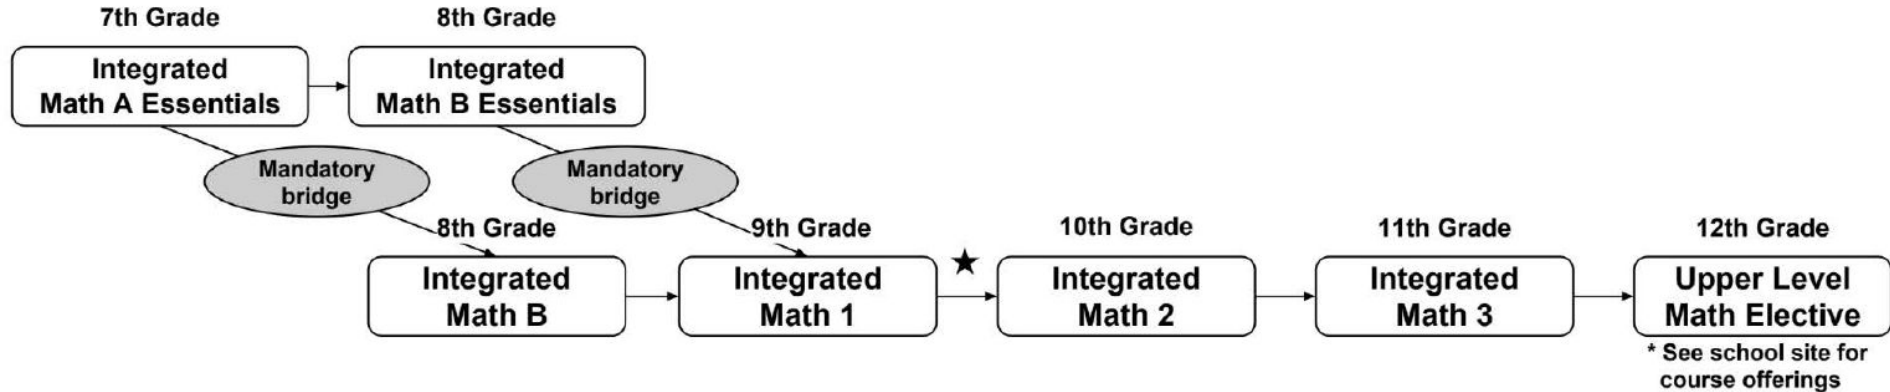 7th Grade
8th Grade
Integrated
Math A Essentials
Integrated
Math B Essentials
Mandatory
bridge
Mandatory
bridge
8th Grade
9th Grade
10th Grade
11th Grade
12th Grade
Integrated
Math B
Integrated
Math 1
Integrated
Math 2
Integrated
Math 3
Upper Level
Math Elective
* See school site for
course offerings